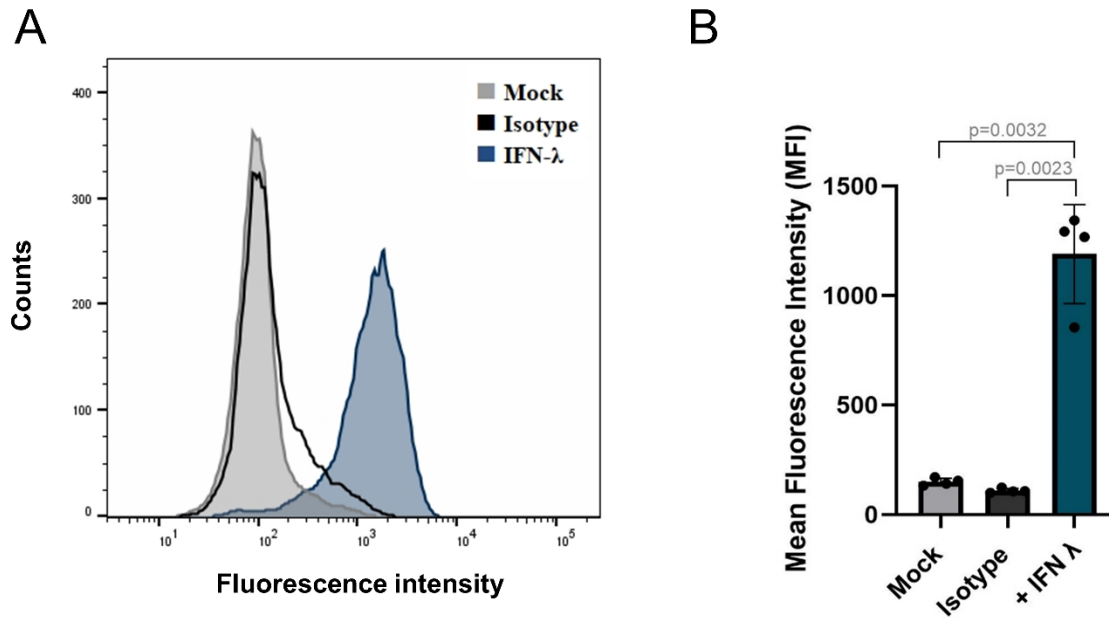 A
Counts
400
300
200
100
0
Mock
Isotype
IFN-λ
10¹
10²
10³
10⁴
10⁵
Fluorescence intensity
B
Mean Fluorescence Intensity (MFI)
p=0.0032
p=0.0023
1500
1000
500
0
Mock
Isotype
+ IFN λ